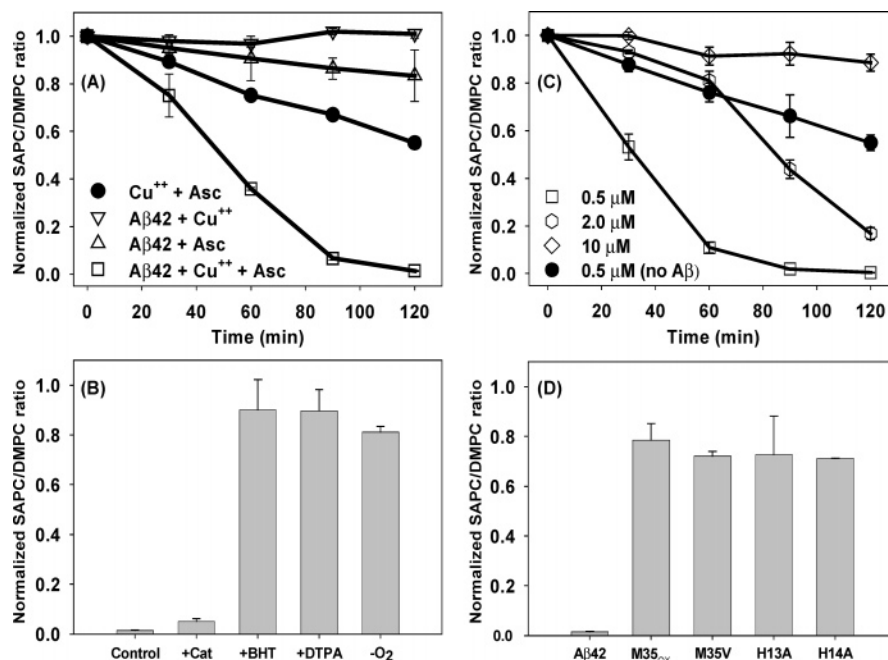 (A)
Normalized SAPC/DMPC ratio
1.0
0.8
0.6
0.4
0.2
0.0
Cu++ + Asc
Aβ42 + Cu++
Aβ42 + Asc
Aβ42 + Cu++ + Asc
0 20 40 60 80 100 120
Time (min)
(C)
Normalized SAPC/DMPC ratio
1.0
0.8
0.6
0.4
0.2
0.0
0.5 μM
2.0 μM
10 μM
0.5 μM (no Aβ)
0 20 40 60 80 100 120
Time (min)
(B)
Normalized SAPC/DMPC ratio
1.0
0.8
0.6
0.4
0.2
0.0
Control +Cat +BHT +DTPA -O2
(D)
Normalized SAPC/DMPC ratio
1.0
0.8
0.6
0.4
0.2
0.0
Aβ42 M35OX M35V H13A H14A